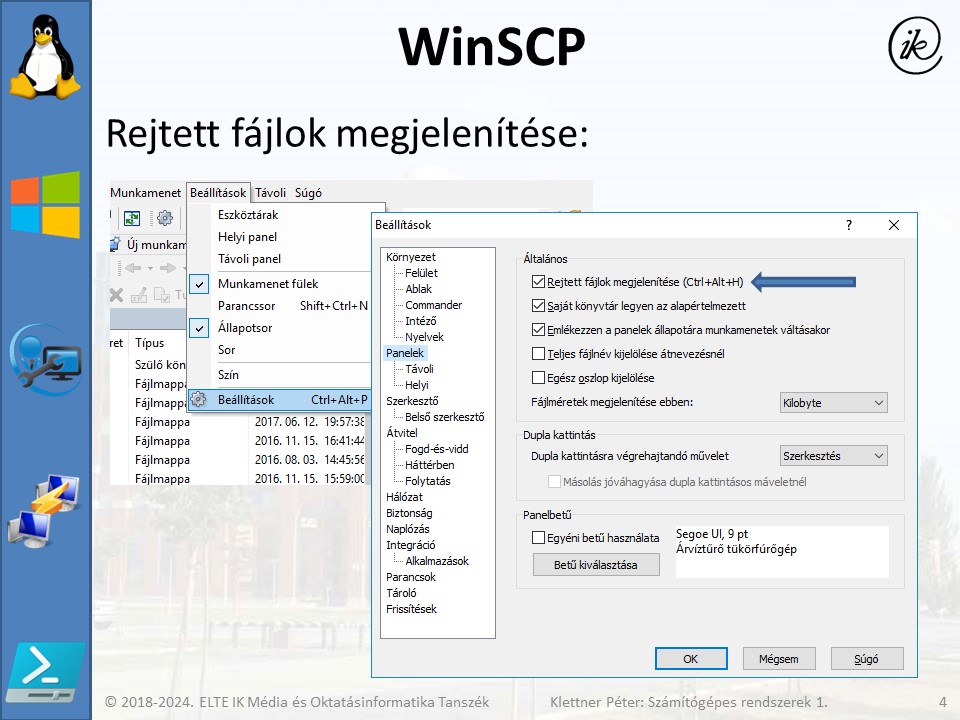 WinSCP
ik
Rejtett fájlok megjelenítése:
Munkamenet Beállítások Távoli Súgó
Eszköztárak
Helyi panel
Új munkam
Távoli panel
Munkamenet fülek
Parancssor Shift+Ctrl+N
Állapotsor
Sor
Szín
Beállítások Ctrl+Alt+P
ret Típus
Szülő kön
Fájlmappa
Fájlmappa
Fájlmappa
Fájlmappa 2017. 06. 12. 19:57:38
Fájlmappa 2016. 11. 15. 16:41:44
Fájlmappa 2016. 08. 03. 14:45:56
Fájlmappa 2016. 11. 15. 15:59:00
Beállítások
Környezet
Felület
Ablak
Commander
Intéző
Nyelvek
Panelek
Távoli
Helyi
Szerkesztő
Belső szerkesztő
Átvitel
Fogd-és-vidd
Háttérben
Folytatás
Hálózat
Biztonság
Naplózás
Integráció
Alkalmazások
Parancsok
Tároló
Frissítések
Általános
Rejtett fájlok megjelenítése (Ctrl+Alt+H)
Saját könyvtár legyen az alapértelmezett
Emlékezzen a panelek állapotára munkamenetek váltásakor
Teljes fájlnév kijelölése átnevezésnél
Egész oszlop kijelölése
Fájlméretek megjelenítése ebben: Kilobyte
Dupla kattintás
Dupla kattintásra végrehajtandó művelet Szerkesztés
Másolás jóváhagyása dupla kattintásos máveletnél
Panelbetű
Egyéni betű használata
Betű kiválasztása
Segoe UI, 9 pt
Árvíztűrő tükörfúrőgép
OK Mégsem Súgó
© 2018-2024. ELTE IK Média és Oktatásinformatika Tanszék Klettner Péter: Számítógépes rendszerek 1. 4